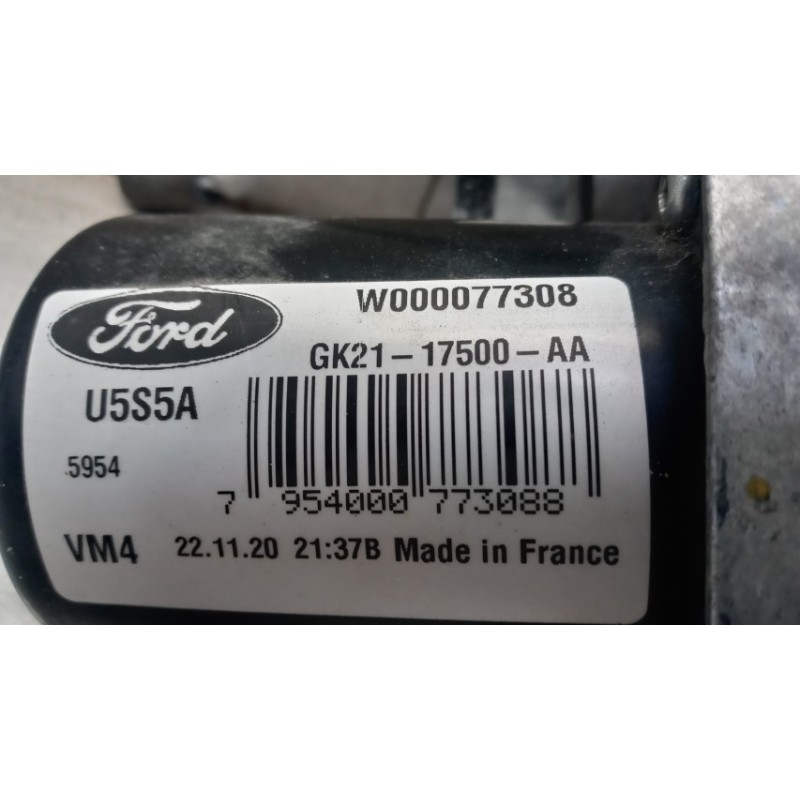 Ford
W000077308
GK21-17500-AA
U5S5A
5954
7 954000 773088
VM4 22.11.20 21:37B Made in France